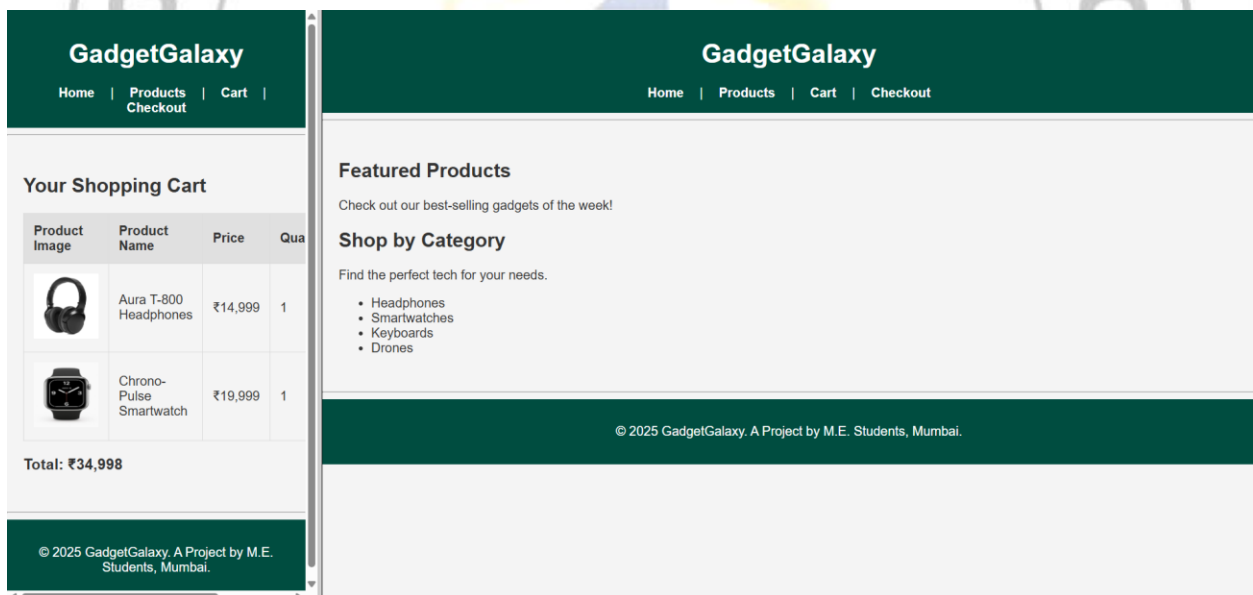 GadgetGalaxy
Home | Products | Cart |
Checkout
Your Shopping Cart
Product Image Product Name Price Qua
Aura T-800 Headphones ₹14,999 1
Chrono-Pulse Smartwatch ₹19,999 1
Total: ₹34,998
© 2025 GadgetGalaxy. A Project by M.E.
Students, Mumbai.
GadgetGalaxy
Home | Products | Cart | Checkout
Featured Products
Check out our best-selling gadgets of the week!
Shop by Category
Find the perfect tech for your needs.
• Headphones
• Smartwatches
• Keyboards
• Drones
© 2025 GadgetGalaxy. A Project by M.E. Students, Mumbai.